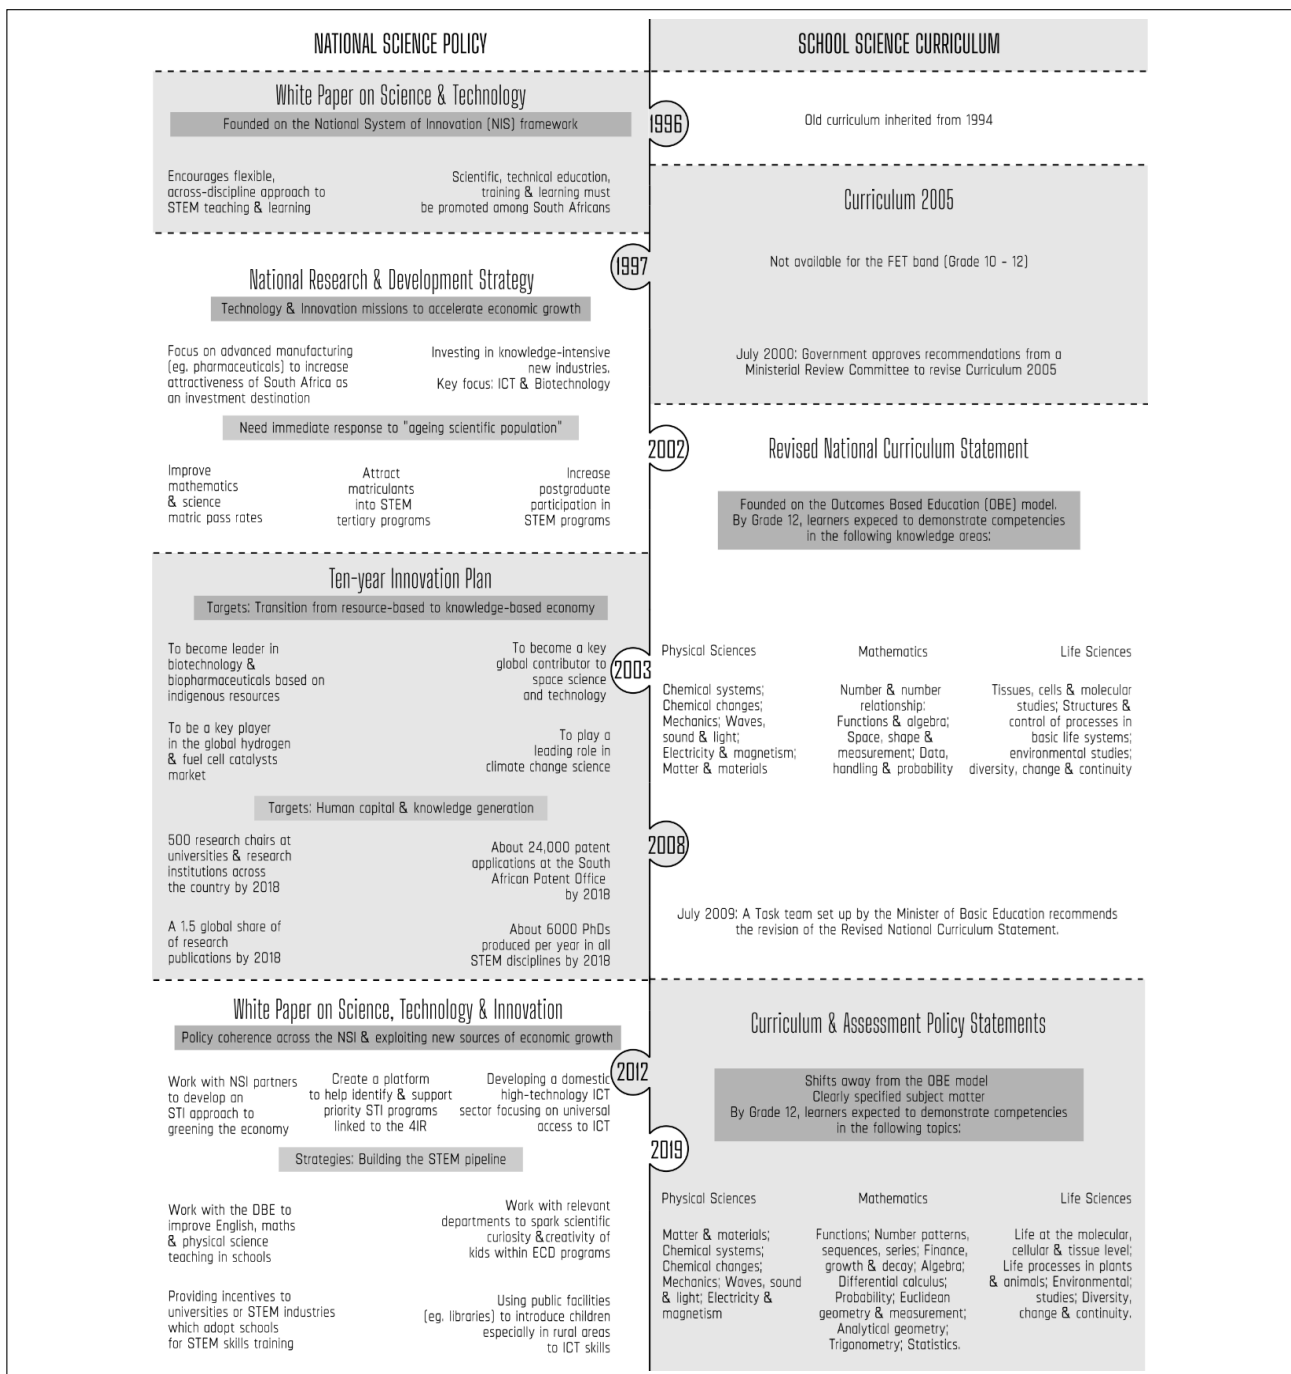 NATIONAL SCIENCE POLICY
SCHOOL SCIENCE CURRICULUM
White Paper on Science & Technology
Founded on the National System of Innovation (NIS) framework
Encourages flexible,
across-discipline approach to
STEM teaching & learning
Scientific, technical education,
training & learning must
be promoted among South Africans
1996
Old curriculum inherited from 1994
Curriculum 2005
Not available for the FET band (Grade 10 - 12)
July 2000: Government approves recommendations from a
Ministerial Review Committee to revise Curriculum 2005
1997
National Research & Development Strategy
Technology & Innovation missions to accelerate economic growth
Focus on advanced manufacturing
(eg. pharmaceuticals) to increase
attractiveness of South Africa as
an investment destination
Investing in knowledge-intensive
new industries.
Key focus: ICT & Biotechnology
Need immediate response to "ageing scientific population"
Improve
mathematics
& science
matric pass rates
Attract
matriculants
into STEM
tertiary programs
Increase
postgraduate
participation in
STEM programs
2002
Revised National Curriculum Statement
Founded on the Outcomes Based Education (OBE) model.
By Grade 12, learners expeced to demonstrate competencies
in the following knowledge areas:
Physical Sciences
Chemical systems;
Chemical changes;
Mechanics; Waves,
sound & light;
Electricity & magnetism;
Matter & materials
Mathematics
Number & number
relationship;
Functions & algebra;
Space, shape &
measurement; Data,
handling & probability
Life Sciences
Tissues, cells & molecular
studies; Structures &
control of processes in
basic life systems;
environmental studies;
diversity, change & continuity
Ten-year Innovation Plan
Targets: Transition from resource-based to knowledge-based economy
To become leader in
biotechnology &
biopharmaceuticals based on
indigenous resources
To become a key
global contributor to
space science
and technology
2003
To be a key player
in the global hydrogen
& fuel cell catalysts
market
To play a
leading role in
climate change science
Targets: Human capital & knowledge generation
500 research chairs at
universities & research
institutions across
the country by 2018
About 24,000 patent
applications at the South
African Patent Office
by 2018
2008
A 1.5 global share of
of research
publications by 2018
About 6000 PhDs
produced per year in all
STEM disciplines by 2018
July 2009: A Task team set up by the Minister of Basic Education recommends
the revision of the Revised National Curriculum Statement.
White Paper on Science, Technology & Innovation
Policy coherence across the NSI & exploiting new sources of economic growth
2012
Work with NSI partners
to develop an
STI approach to
greening the economy
Create a platform
to help identify & support
priority STI programs
linked to the 4IR
Developing a domestic
high-technology ICT
sector focusing on universal
access to ICT
Strategies: Building the STEM pipeline
Work with the DBE to
improve English, maths
& physical science
teaching in schools
Work with relevant
departments to spark scientific
curiosity &creativity of
kids within ECD programs
Providing incentives to
universities or STEM industries
which adopt schools
for STEM skills training
Using public facilities
(eg. libraries) to introduce children
especially in rural areas
to ICT skills
Curriculum & Assessment Policy Statements
Shifts away from the OBE model
Clearly specified subject matter
By Grade 12, learners expected to demonstrate competencies
in the following topics:
2019
Physical Sciences
Matter & materials;
Chemical systems;
Chemical changes;
Mechanics; Waves, sound
& light; Electricity &
magnetism
Mathematics
Functions; Number patterns,
sequences, series; Finance,
growth & decay; Algebra;
Differential calculus;
Probability; Euclidean
geometry & measurement;
Analytical geometry;
Trigonometry; Statistics.
Life Sciences
Life at the molecular,
cellular & tissue level;
Life processes in plants
& animals; Environmental;
studies; Diversity,
change & continuity.